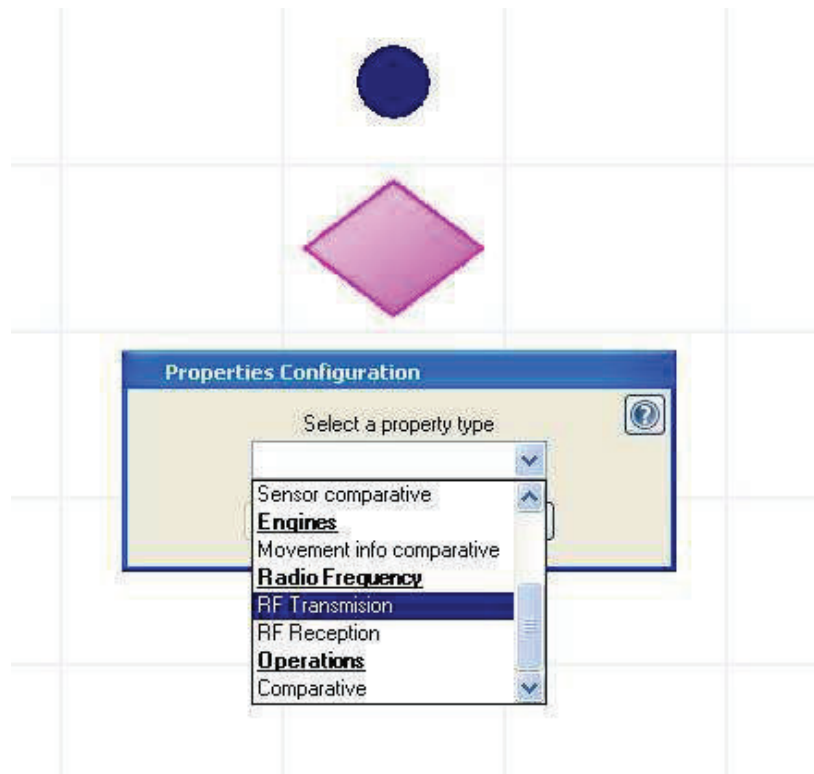 Properties Configuration
Select a property type
Sensor comparative
Engines
Movement info comparative
Radio Frequency
RF Transmision
RF Reception
Operations
Comparative